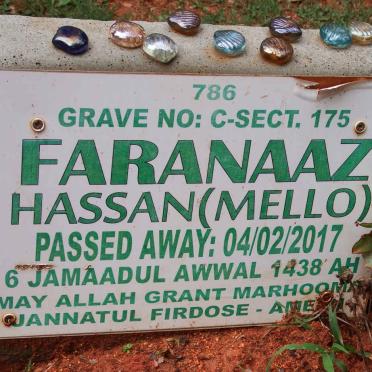 786
GRAVE NO: C-SECT. 175
FARANAAZ
HASSAN(MELLO)
PASSED AWAY: 04/02/2017
6 JAMAADUL AWWAL 1438 AH
MAY ALLAH GRANT MARHOOMA
JANNATUL FIRDOSE - AMEEN